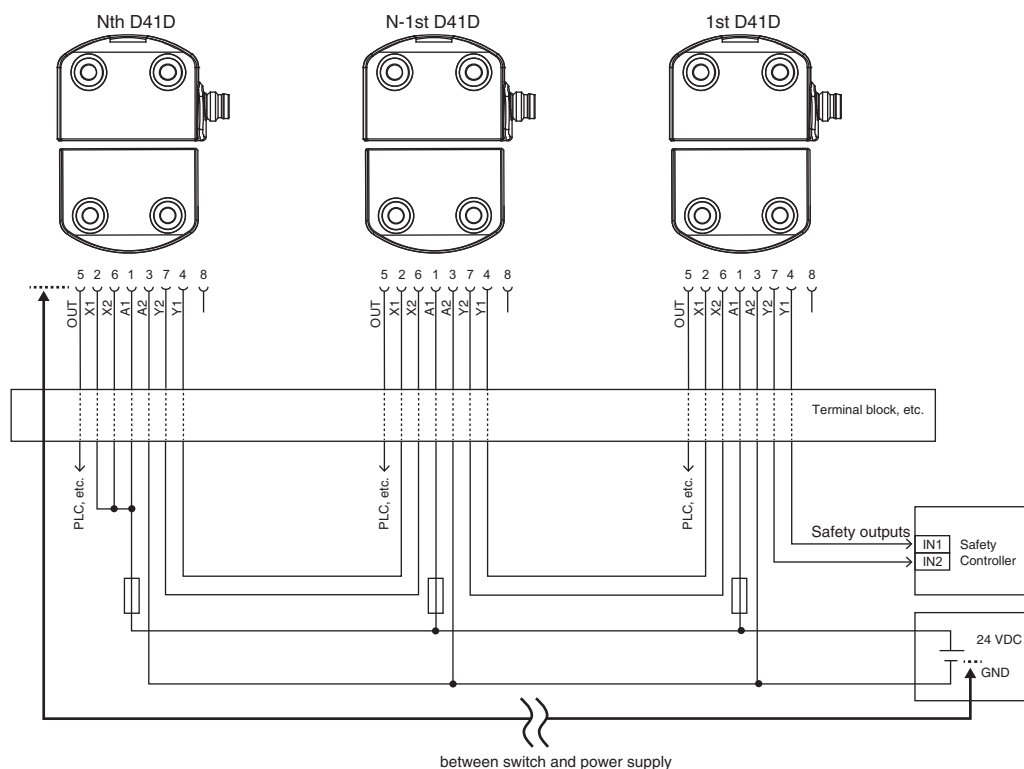 Nth D41D
N-1st D41D
1st D41D
5 2 6 1 3 7 4 8
5 2 6 1 3 7 4 8
5 2 6 1 3 7 4 8
OUT X1 X2 A1 A2 Y2 Y1
OUT X1 X2 A1 A2 Y2 Y1
OUT X1 X2 A1 A2 Y2 Y1
Terminal block, etc.
PLC, etc.
PLC, etc.
PLC, etc.
Safety outputs
IN1
IN2
Safety
Controller
24 VDC
GND
between switch and power supply